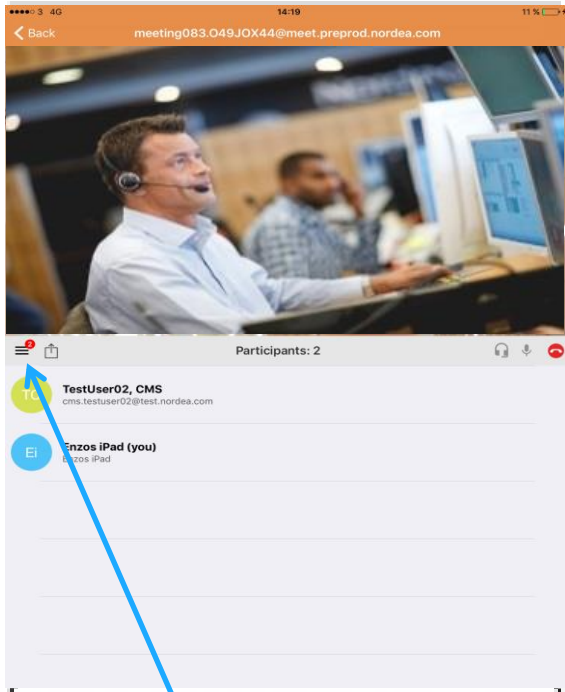 3 4G 14:19 11 %
Back meeting083.O49JOX44@meet.preprod.nordea.com
2 Participants: 2
TC TestUser02, CMS
cms.testuser02@test.nordea.com
Ei Enzos iPad (you)
Enzos iPad